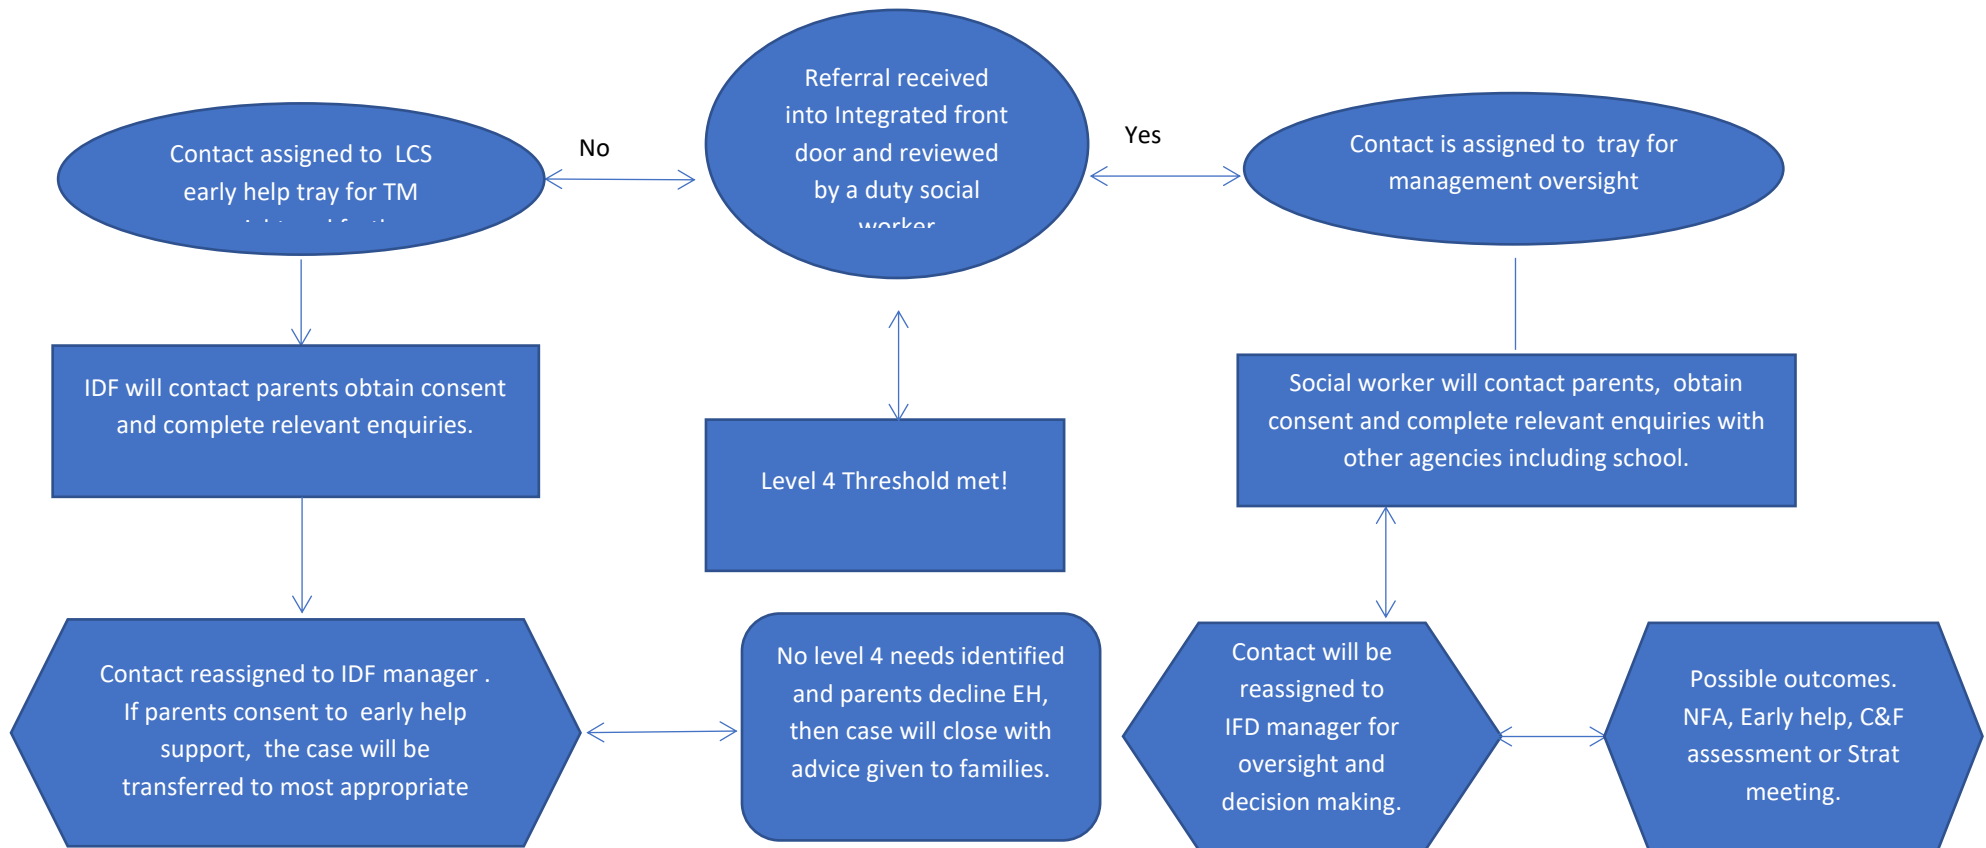 Contact assigned to LCS
early help tray for TM
No
Referral received
into Integrated front
door and reviewed
by a duty social
worker
Yes
Contact is assigned to tray for
management oversight
IDF will contact parents obtain consent
and complete relevant enquiries.
Level 4 Threshold met!
Social worker will contact parents, obtain
consent and complete relevant enquiries with
other agencies including school.
Contact reassigned to IDF manager .
If parents consent to early help
support, the case will be
transferred to most appropriate
No level 4 needs identified
and parents decline EH,
then case will close with
advice given to families.
Contact will be
reassigned to
IFD manager for
oversight and
decision making.
Possible outcomes.
NFA, Early help, C&F
assessment or Strat
meeting.